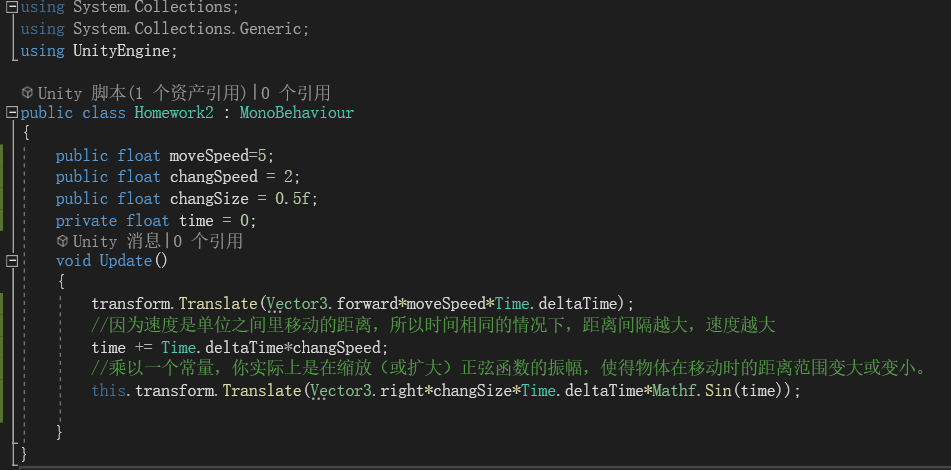 using System.Collections;
using System.Collections.Generic;
using UnityEngine;
Unity 脚本(1 个资产引用)|0 个引用
public class Homework2 : MonoBehaviour
{
public float moveSpeed=5;
public float changSpeed = 2;
public float changSize = 0.5f;
private float time = 0;
Unity 消息|0 个引用
void Update()
{
transform.Translate(Vector3.forward*moveSpeed*Time.deltaTime);
//因为速度是单位之间里移动的距离，所以时间相同的情况下，距离间隔越大，速度越大
time += Time.deltaTime*changSpeed;
//乘以一个常量，你实际上是在缩放（或扩大）正弦函数的振幅，使得物体在移动时的距离范围变大或变小。
this.transform.Translate(Vector3.right*changSize*Time.deltaTime*Mathf.Sin(time));
}
}